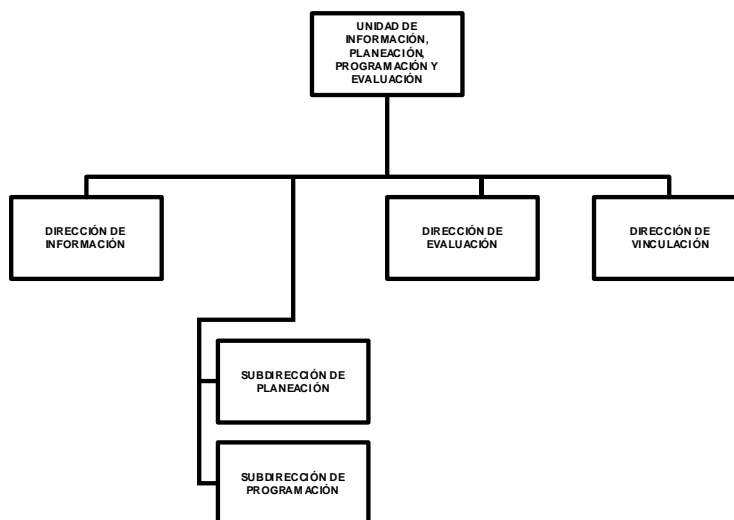 UNIDAD DE
INFORMACIÓN,
PLANEACIÓN,
PROGRAMACIÓN Y
EVALUACIÓN
DIRECCIÓN DE
INFORMACIÓN
DIRECCIÓN DE
EVALUACIÓN
DIRECCIÓN DE
VINCULACIÓN
SUBDIRECCIÓN DE
PLANEACIÓN
SUBDIRECCIÓN DE
PROGRAMACIÓN